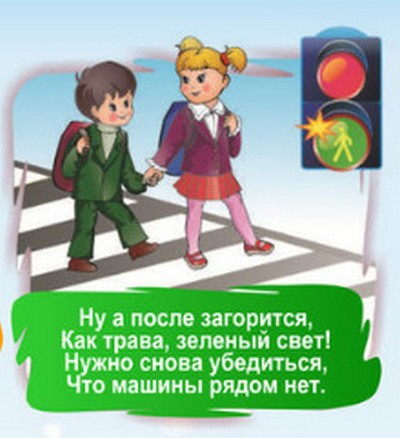 Ну а после загорится,
Как трава, зеленый свет!
Нужно снова убедиться,
Что машины рядом нет.